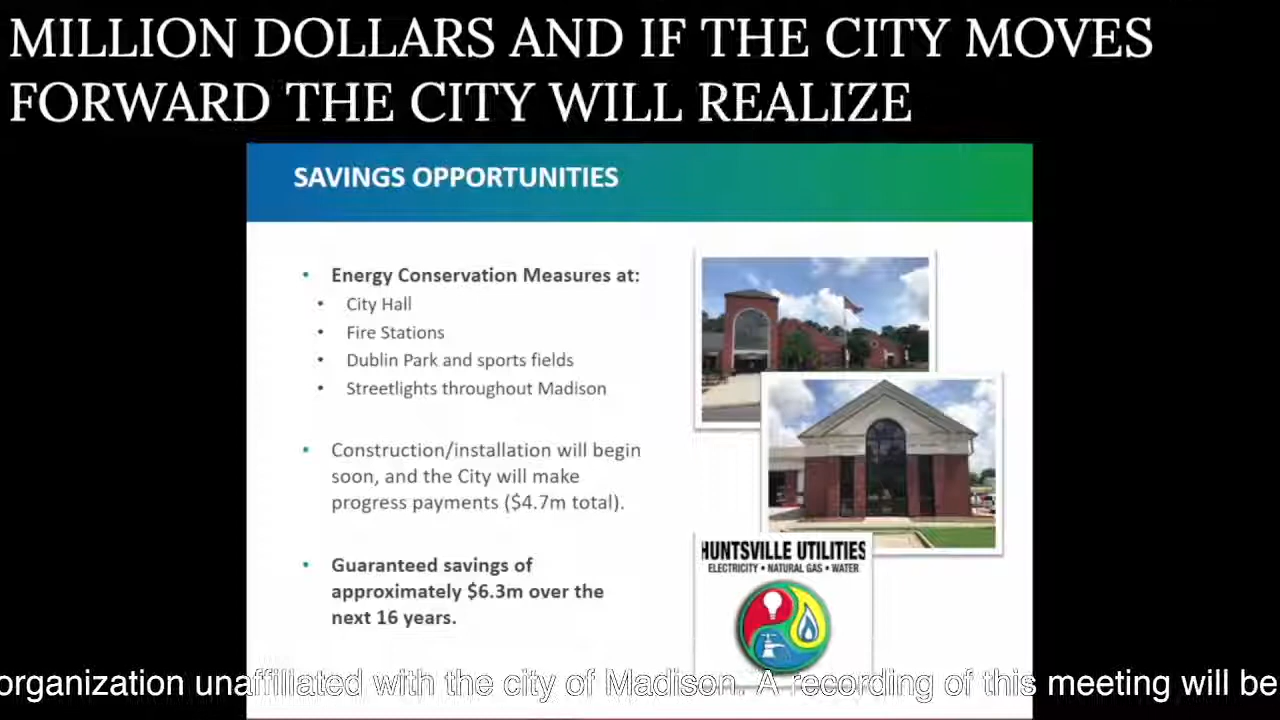 MILLION DOLLARS AND IF THE CITY MOVES
FORWARD THE CITY WILL REALIZE
SAVINGS OPPORTUNITIES
• Energy Conservation Measures at:
• City Hall
• Fire Stations
• Dublin Park and sports fields
• Streetlights throughout Madison
• Construction/installation will begin
soon, and the City will make
progress payments ($4.7m total).
• Guaranteed savings of
approximately $6.3m over the
next 16 years.
HUNTSVILLE UTILITIES
ELECTRICITY • NATURAL GAS • WATER
organization unaffiliated with the city of Madison. A recording of this meeting will be